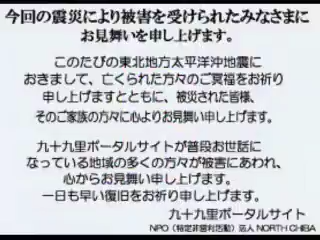 今回の震災により被害を受けられたみなさまに
お見舞いを申し上げます。
このたびの東北地方太平洋沖地震に
おきまして、亡くられた方々のご冥福をお祈り
申し上げますとともに、被災された皆様、
そのご家族の方々に心よりお見舞い申し上げます。
九十九里ポータルサイトが普段お世話に
なっている地域の多くの方々が被害にあわれ、
心からお見舞い申し上げます。
一日も早い復旧をお祈り申し上げます。
九十九里ポータルサイト
NPO（特定非営利活動）法人 NORTH CHIBA